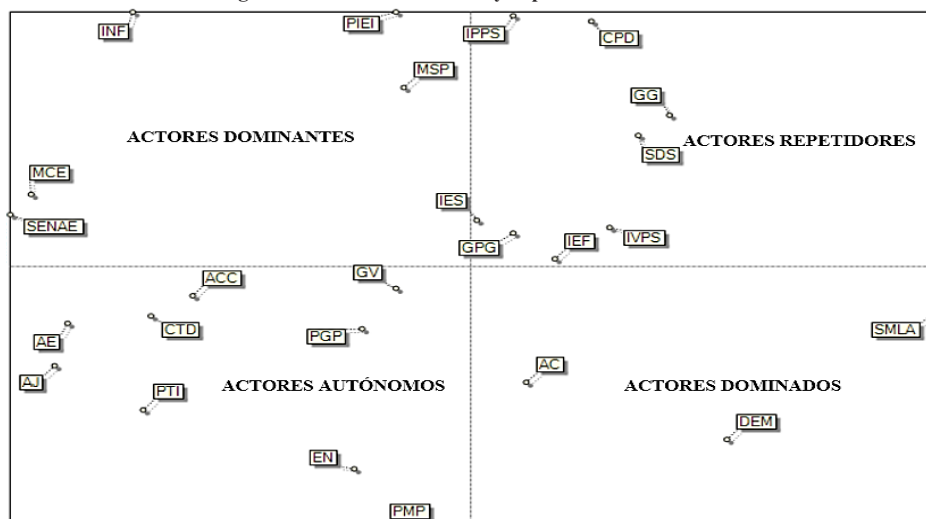 INF
PIEI
IPPS
CPD
MSP
GG
ACTORES DOMINANTES
ACTORES REPETIDORES
SDS
MCE
IES
SENAE
GPG
IEF
IVPS
ACC
GV
CTD
PGP
SMLA
AE
AC
AJ
PTI
ACTORES AUTÓNOMOS
ACTORES DOMINADOS
DEM
EN
PMP